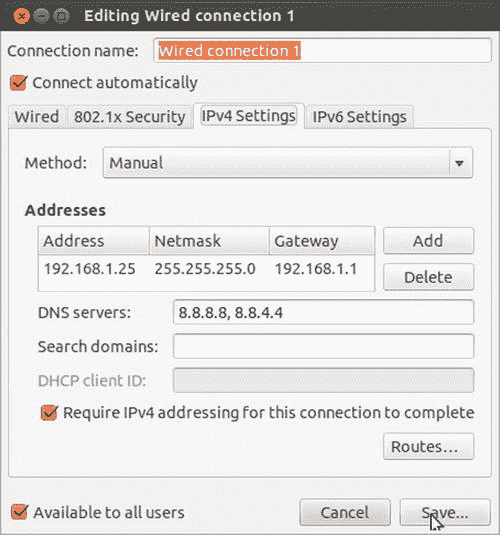 Editing Wired connection 1
Connection name: Wired connection 1
Connect automatically
Wired 802.1x Security IPv4 Settings IPv6 Settings
Method: Manual
Addresses
Address Netmask Gateway Add
192.168.1.25 255.255.255.0 192.168.1.1 Delete
DNS servers: 8.8.8.8, 8.8.4.4
Search domains:
DHCP client ID:
Require IPv4 addressing for this connection to complete
Routes...
Available to all users Cancel Save...